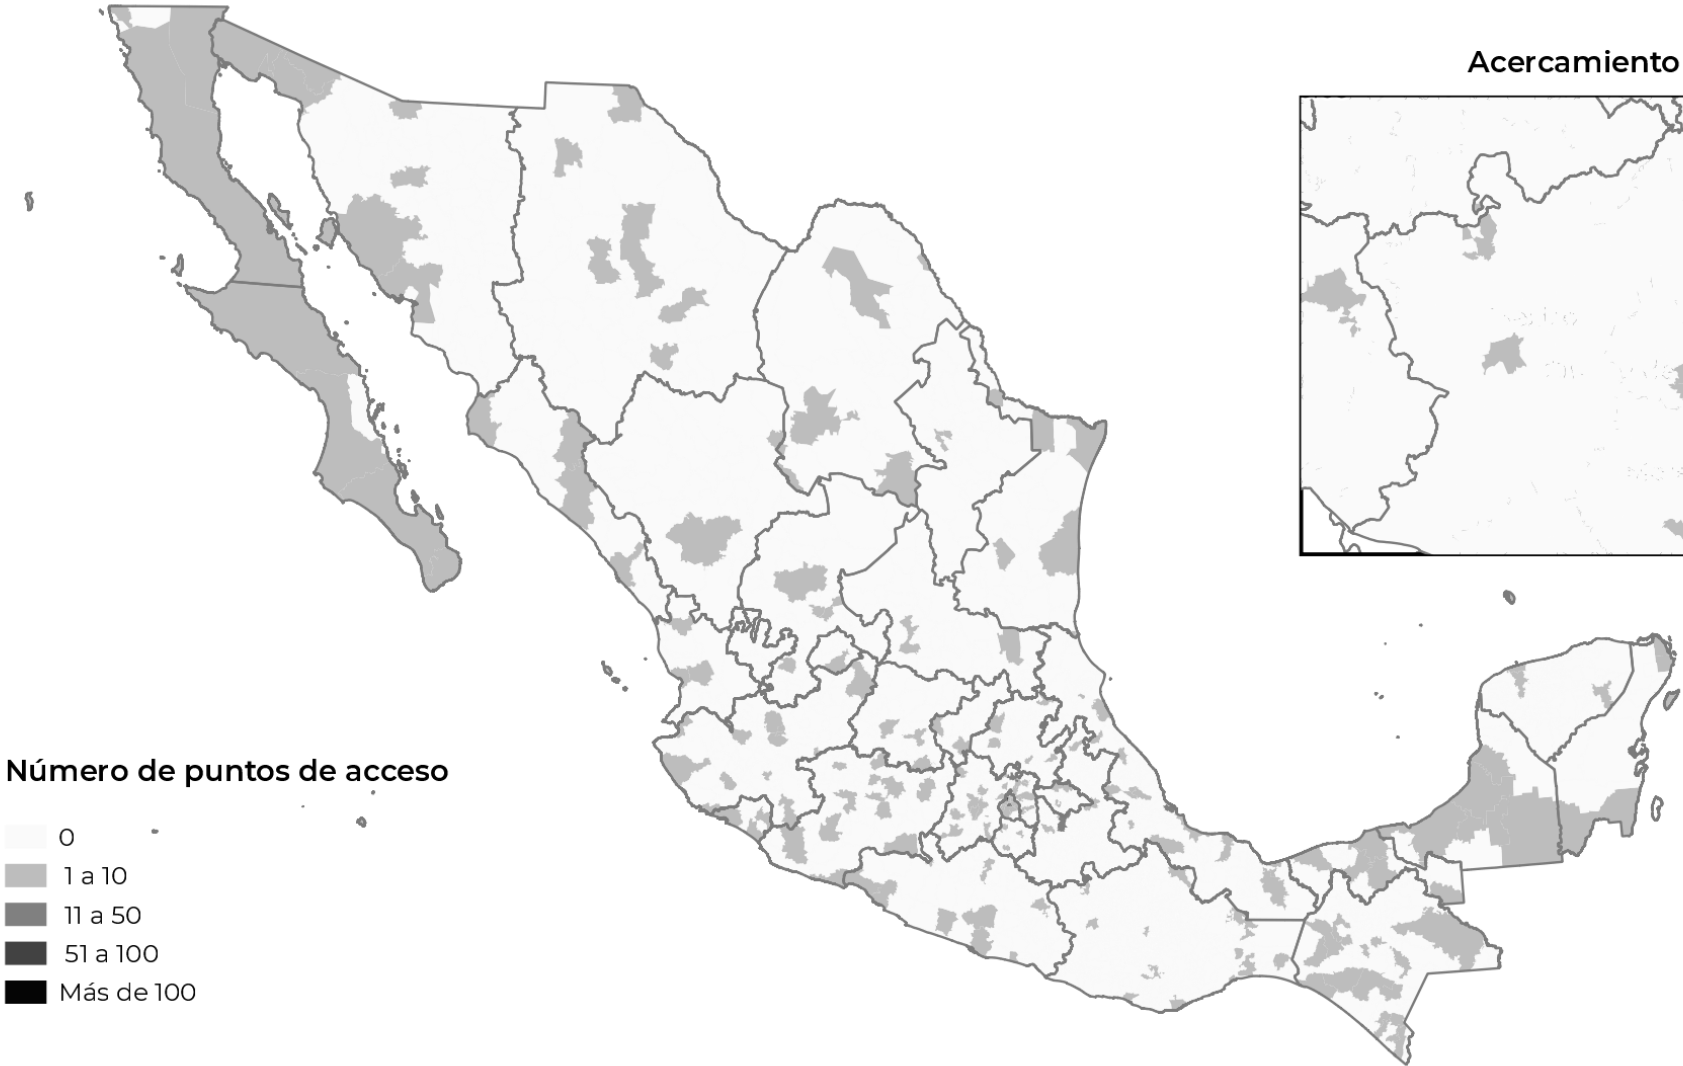 Acercamiento
Número de puntos de acceso
0
1 a 10
11 a 50
51 a 100
Más de 100